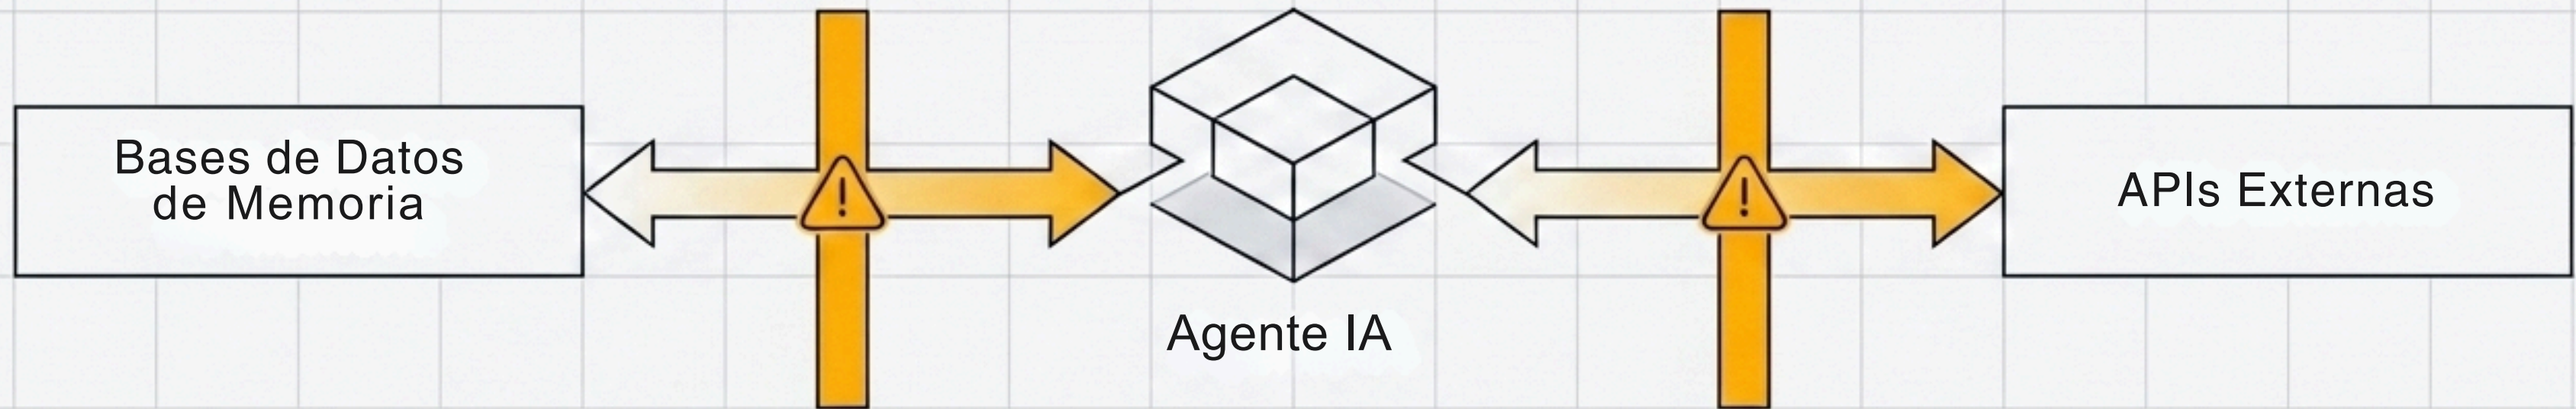 Bases de Datos
de Memoria
!
!
APIs Externas
Agente IA